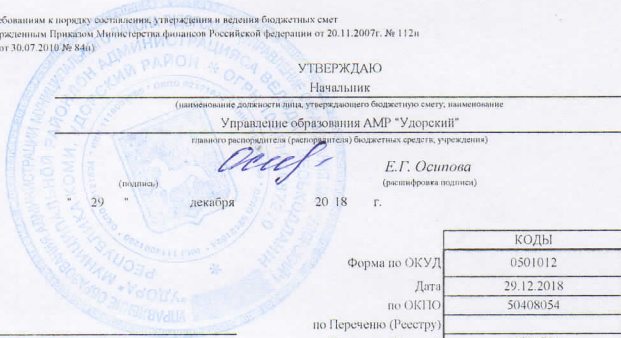 ебованиям к порядку составления, утверждения и ведения бюджетных смет
ржденным Приказом Министерства финансов Российской федерации от 20.11.2007г. № 112н
от 30.07.2010 № 84н)
УТВЕРЖДАЮ
Начальник
(наименование должности лица, утверждающего бюджетную смету; наименование
Управление образования АМР "Удорский"
главного распорядителя (распорядителя) бюджетных средств, учреждения)
Е.Г. Осипова
(подпись) (расшифровка подписи)
" 29 " декабря 20 18 г.
КОДЫ
Форма по ОКУД 0501012
Дата 29.12.2018
по ОКПО 50408054
по Перечню (Реестру)